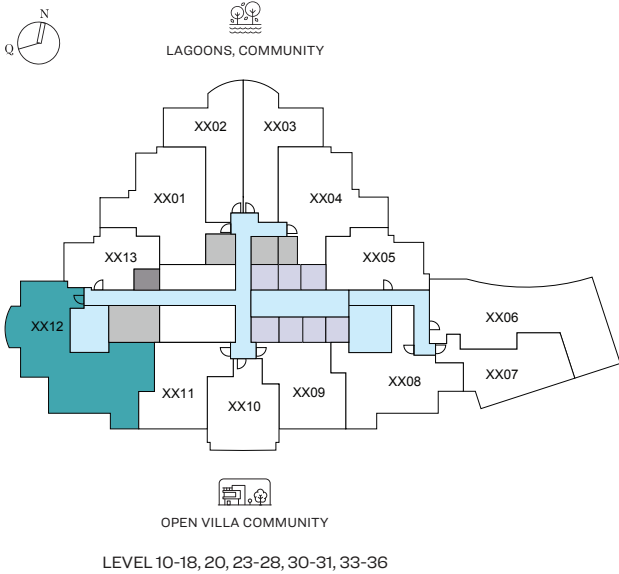 N
Q
LAGOONS, COMMUNITY
XX02 XX03
XX01 XX04
XX13 XX05
XX12 XX06
XX07
XX08
XX11 XX09
XX10
OPEN VILLA COMMUNITY
LEVEL 10-18, 20, 23-28, 30-31, 33-36